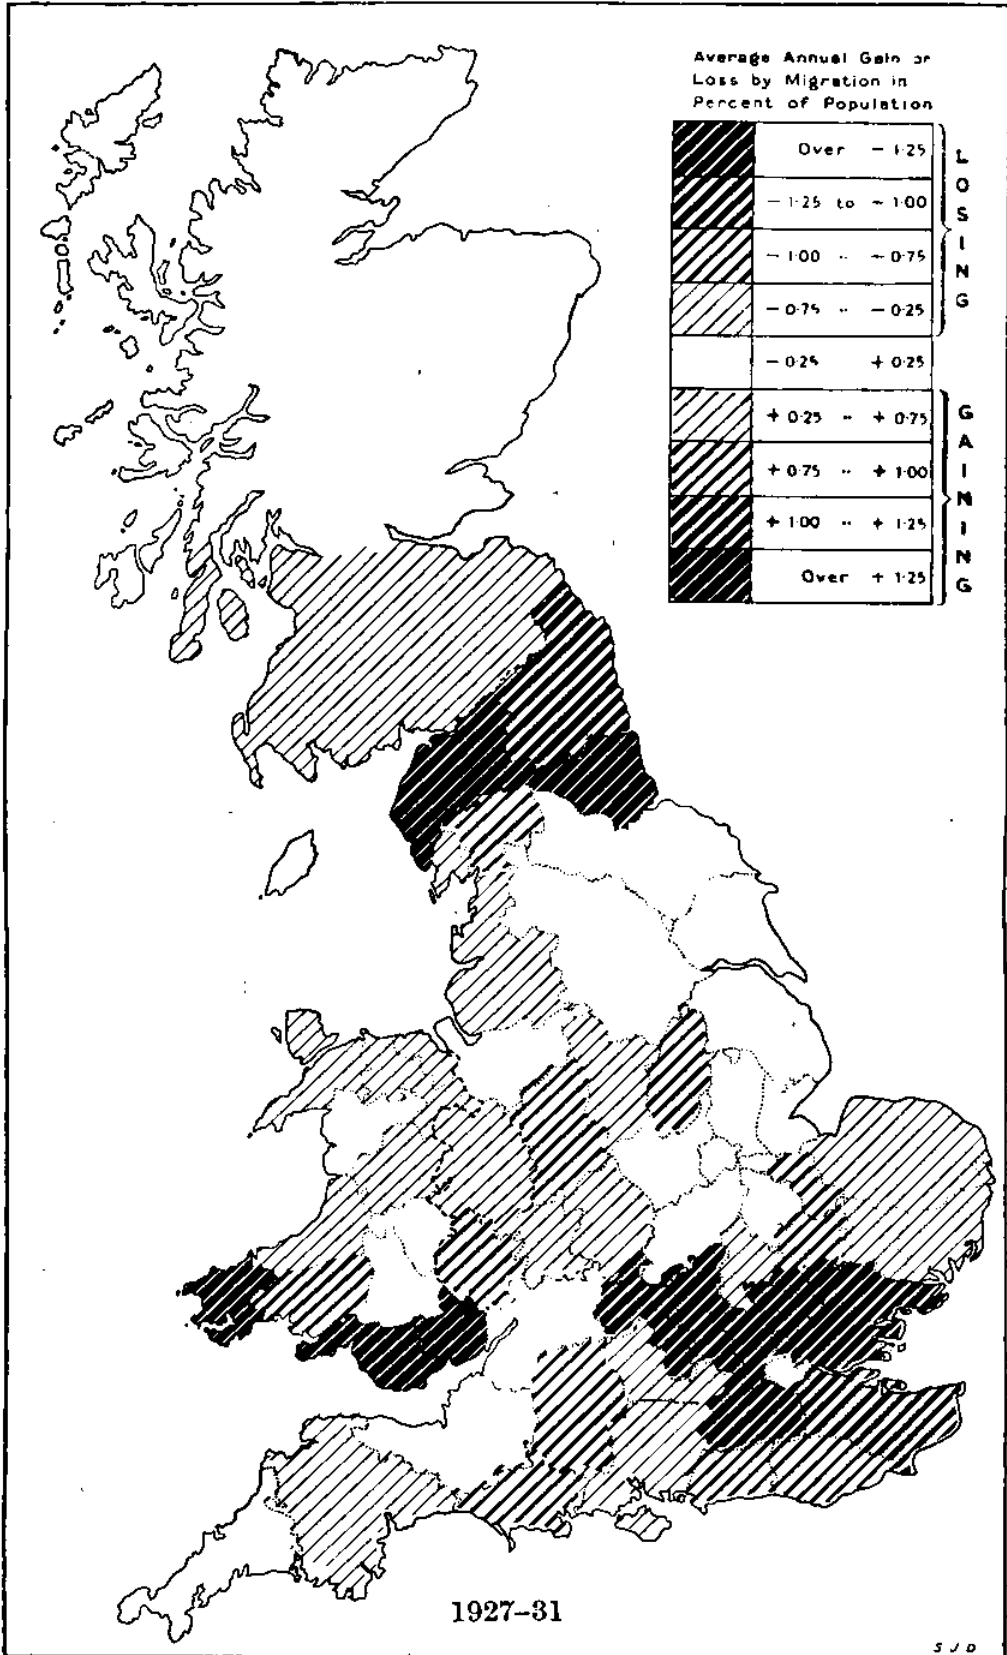 Average Annual Gain or
Loss by Migration in
Percent of Population
Over - 1·25
- 1·25 to - 1·00
- 1·00 " - 0·75
- 0·75 " - 0·25
- 0·25 + 0·25
+ 0·25 " + 0·75
+ 0·75 " + 1·00
+ 1·00 " + 1·25
Over + 1·25
LOSING
GAINING
1927–31
S J D